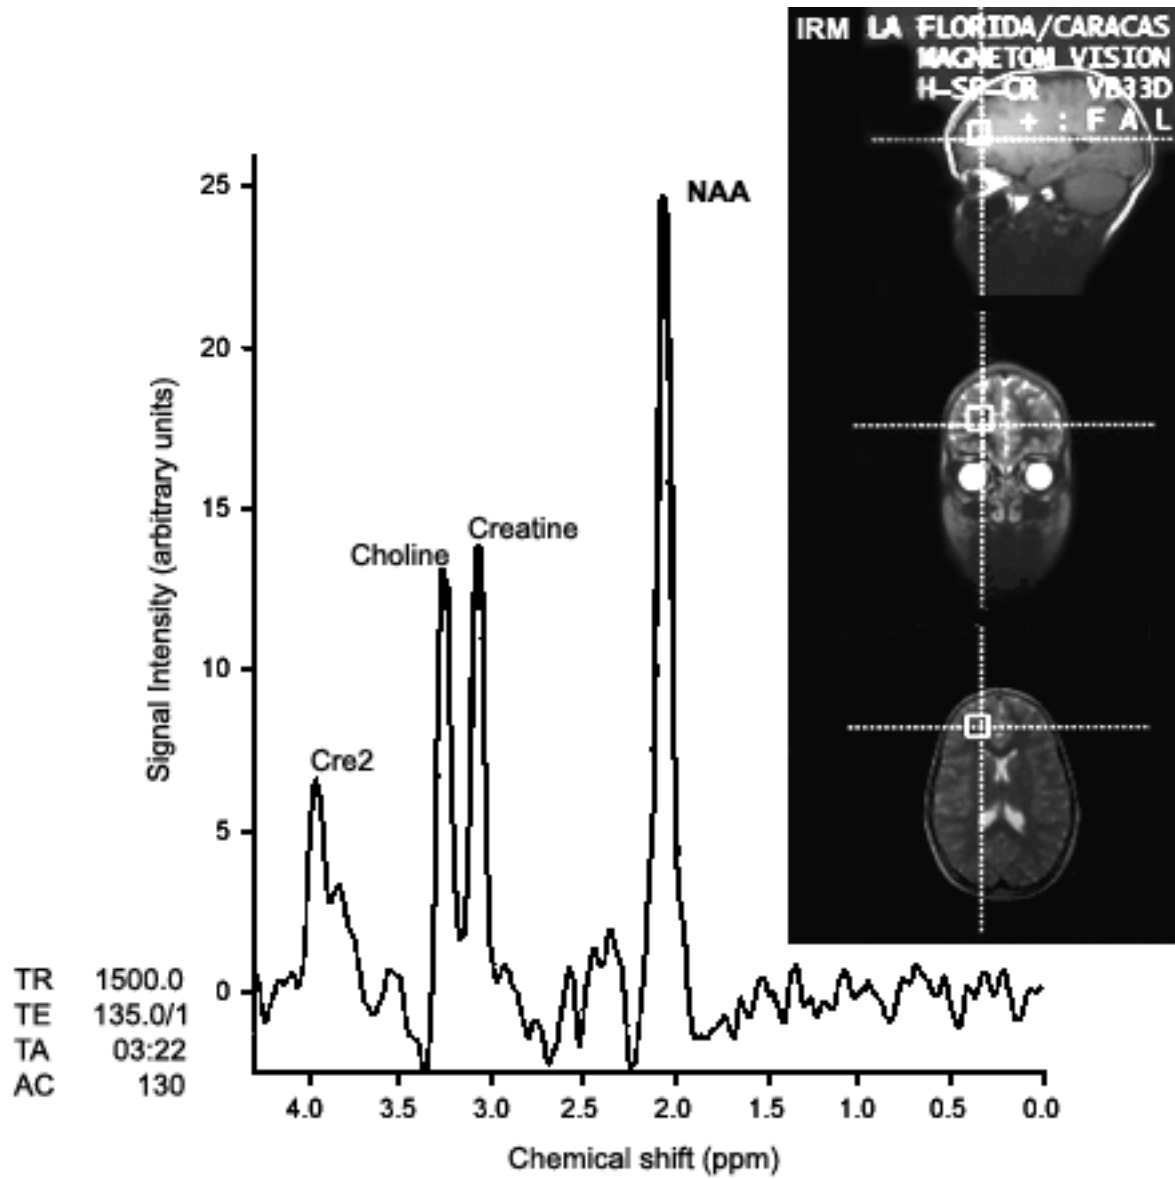 IRM LA FLORIDA/CARACAS
MAGNETOM VISION
H-SP-CR VB33D
+ : F A L
25
20
15
10
5
0
Signal Intensity (arbitrary units)
NAA
Creatine
Choline
Cre2
TR 1500.0
TE 135.0/1
TA 03:22
AC 130
4.0 3.5 3.0 2.5 2.0 1.5 1.0 0.5 0.0
Chemical shift (ppm)